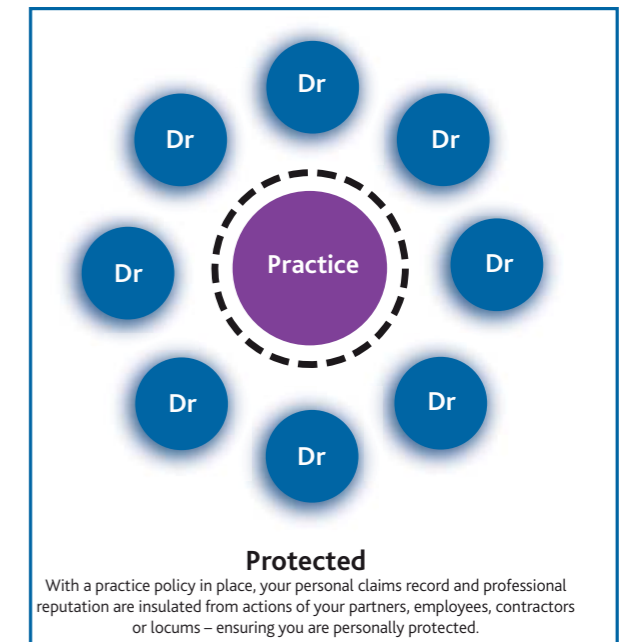 Dr
Dr
Dr
Dr
Practice
Dr
Dr
Dr
Dr
Protected
With a practice policy in place, your personal claims record and professional
reputation are insulated from actions of your partners, employees, contractors
or locums – ensuring you are personally protected.